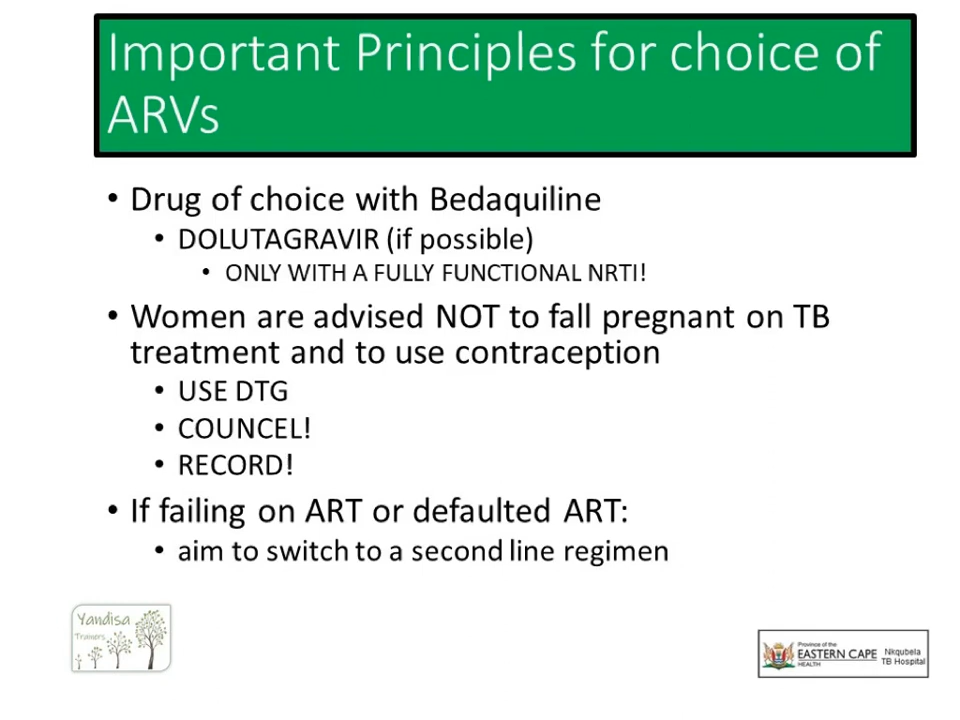 Important Principles for choice of
ARVs
• Drug of choice with Bedaquiline
• DOLUTAGRAVIR (if possible)
• ONLY WITH A FULLY FUNCTIONAL NRTI!
• Women are advised NOT to fall pregnant on TB
treatment and to use contraception
• USE DTG
• COUNCEL!
• RECORD!
• If failing on ART or defaulted ART:
• aim to switch to a second line regimen
Yandisa
Trainers
Province of the
EASTERN CAPE
HEALTH
Nkqubela
TB Hospital